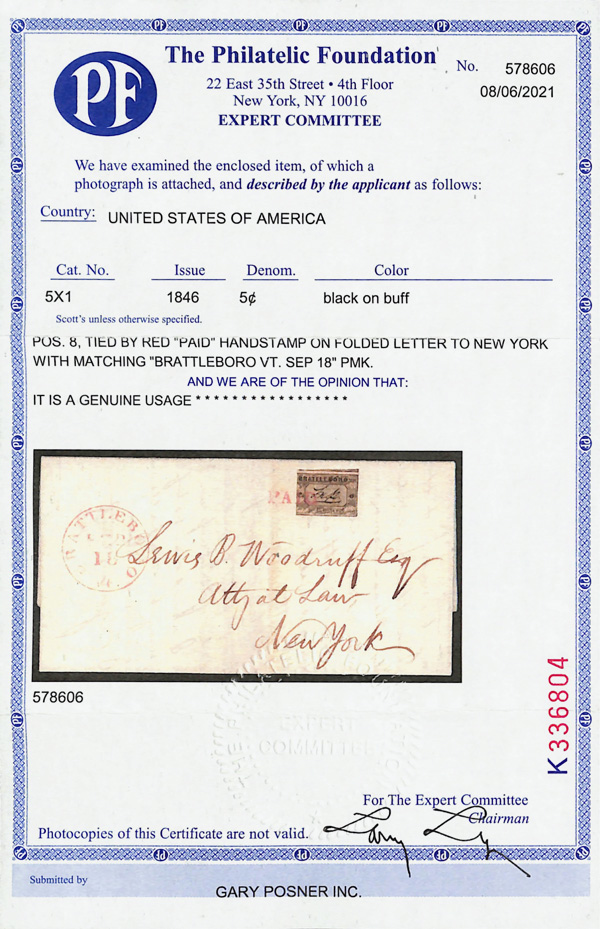 PF
The Philatelic Foundation
22 East 35th Street • 4th Floor
New York, NY 10016
EXPERT COMMITTEE
No. 578606
08/06/2021
We have examined the enclosed item, of which a
photograph is attached, and described by the applicant as follows:
Country: UNITED STATES OF AMERICA
Cat. No. Issue Denom. Color
5X1 1846 5¢ black on buff
Scott's unless otherwise specified.
POS. 8, TIED BY RED "PAID" HANDSTAMP ON FOLDED LETTER TO NEW YORK
WITH MATCHING "BRATTLEBORO VT. SEP 18" PMK.
AND WE ARE OF THE OPINION THAT:
IT IS A GENUINE USAGE * * * * * * * * * * * * * * * * *
BRATTLEBORO
PA
BRATTLEBORO
18
Lewis B. Woodruff Esq
Atty at Law
New York
578606
EXPERT
COMMITTEE
K336804
For The Expert Committee
Chairman
Photocopies of this Certificate are not valid.
Submitted by
GARY POSNER INC.